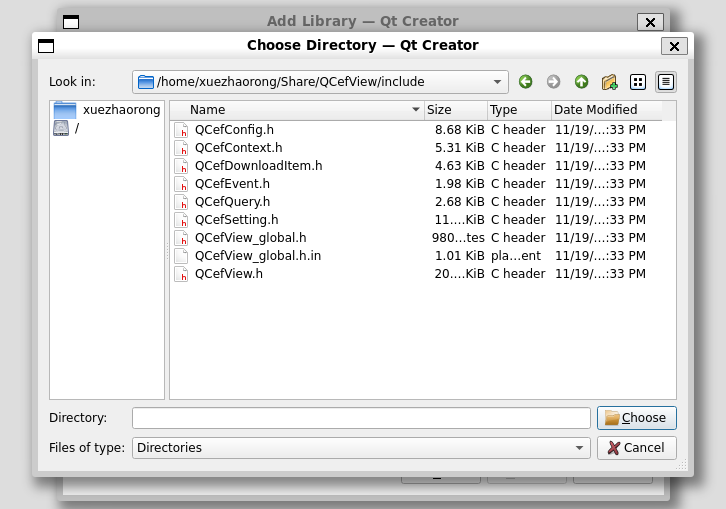 Add Library — Qt Creator
Choose Directory — Qt Creator
Look in: /home/xuezhaorong/Share/QCefView/include
xuezhaorong
/
Name Size Type Date Modified
QCefConfig.h 8.68 KiB C header 11/19/...:33 PM
QCefContext.h 5.31 KiB C header 11/19/...:33 PM
QCefDownloadItem.h 4.63 KiB C header 11/19/...:33 PM
QCefEvent.h 1.98 KiB C header 11/19/...:33 PM
QCefQuery.h 2.68 KiB C header 11/19/...:33 PM
QCefSetting.h 11....KiB C header 11/19/...:33 PM
QCefView_global.h 980...tes C header 11/19/...:33 PM
QCefView_global.h.in 1.01 KiB pla...ent 11/19/...:33 PM
QCefView.h 20....KiB C header 11/19/...:33 PM
Directory: Choose
Files of type: Directories Cancel